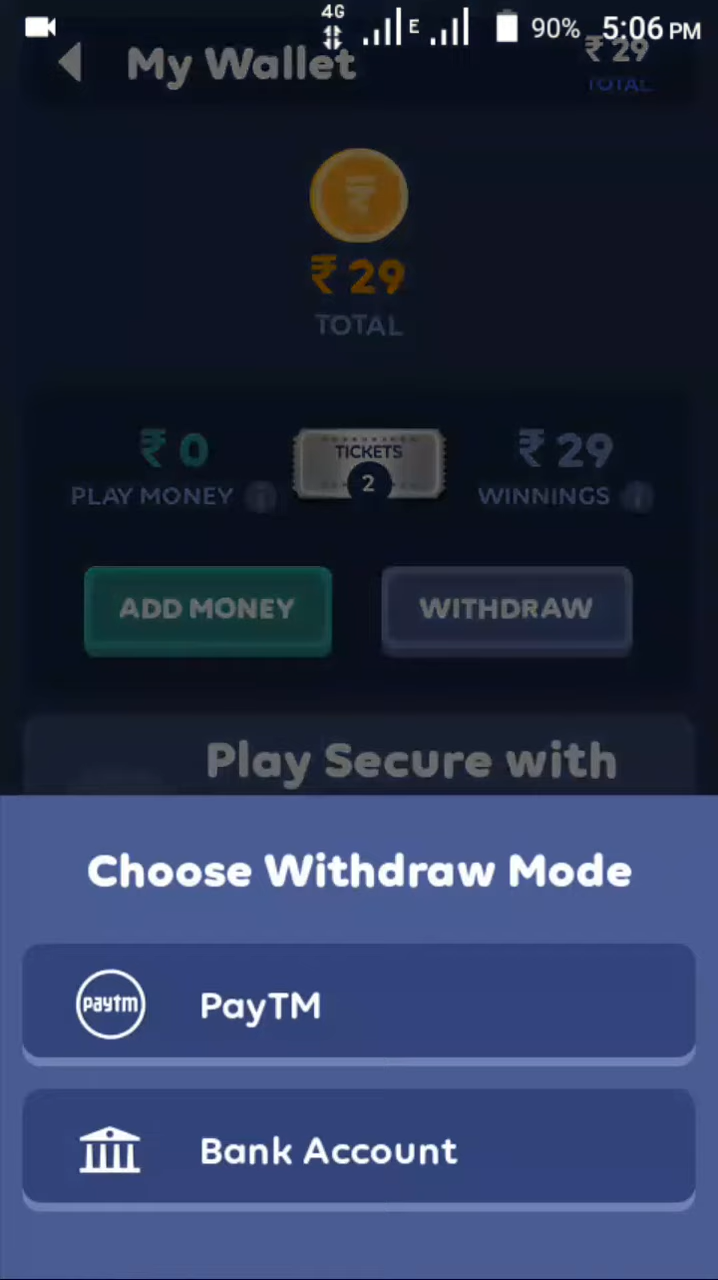 4G E 90% 5:06 PM
My Wallet ₹ 29
TOTAL
₹ 29
TOTAL
₹ 0 TICKETS ₹ 29
PLAY MONEY i 2 WINNINGS i
ADD MONEY WITHDRAW
Play Secure with
Choose Withdraw Mode
paytm PayTM
Bank Account